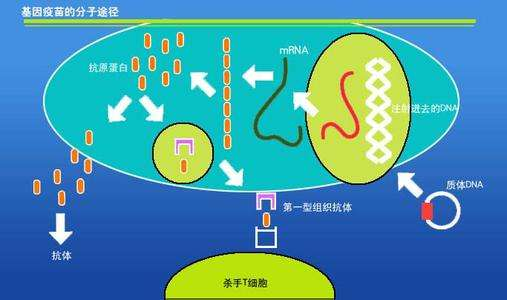 基因疫苗的分子途径
mRNA
抗原蛋白
注射进去的DNA
质体DNA
第一型组织抗体
抗体
杀手T细胞